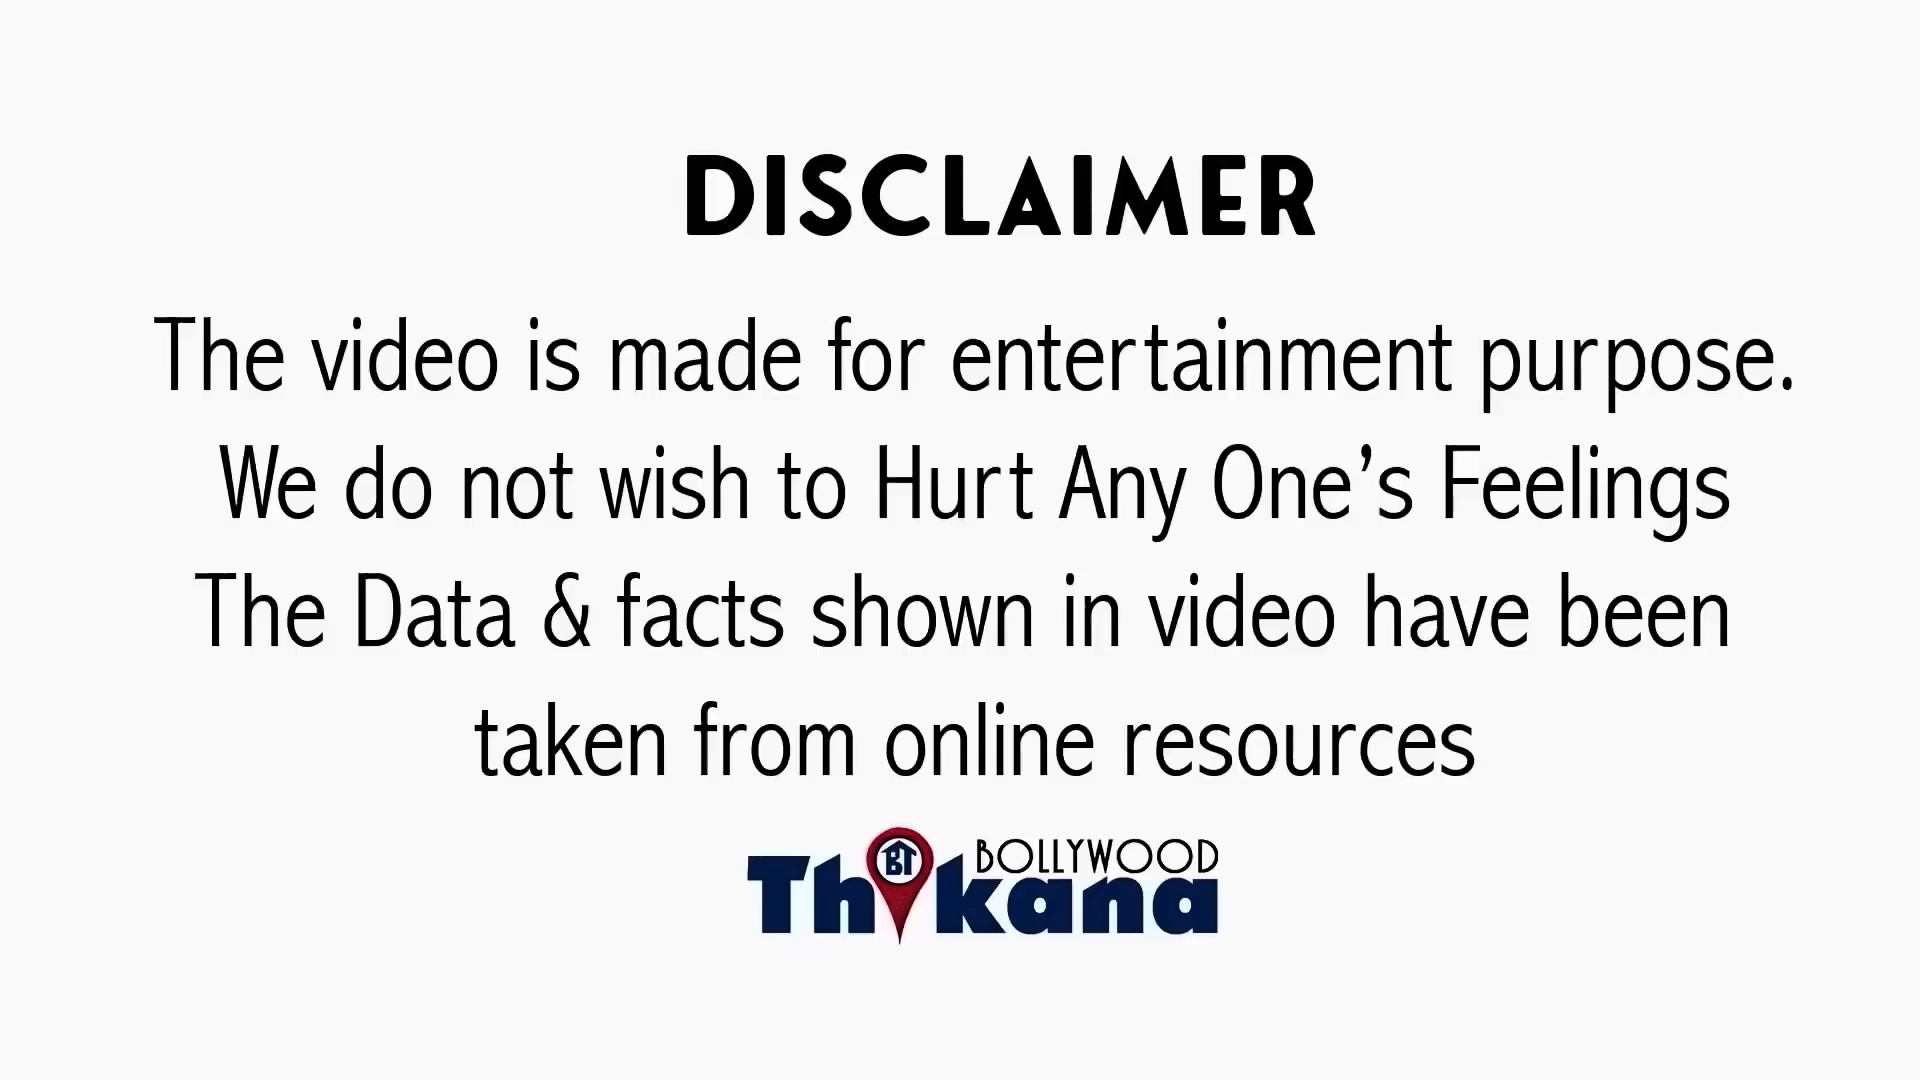 DISCLAIMER
The video is made for entertainment purpose.
We do not wish to Hurt Any One’s Feelings
The Data & facts shown in video have been
taken from online resources
BT BOLLYWOOD
Thikana